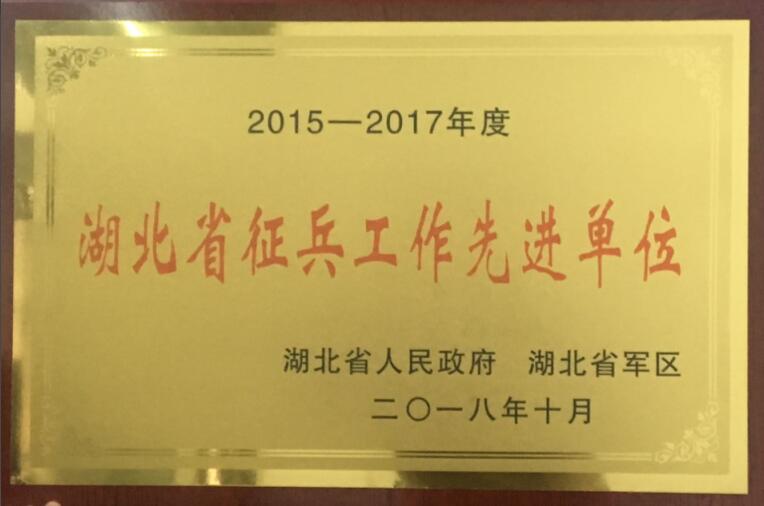 2015—2017年度
湖北省征兵工作先进单位
湖北省人民政府 湖北省军区
二〇一八年十月